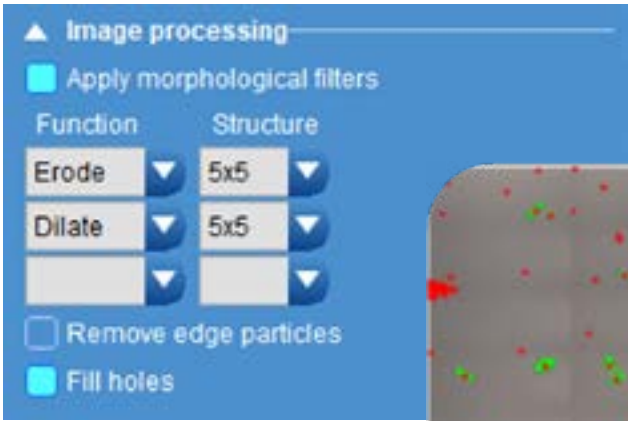 Image processing
Apply morphological filters
Function Structure
Erode 5x5
Dilate 5x5
Remove edge particles
Fill holes